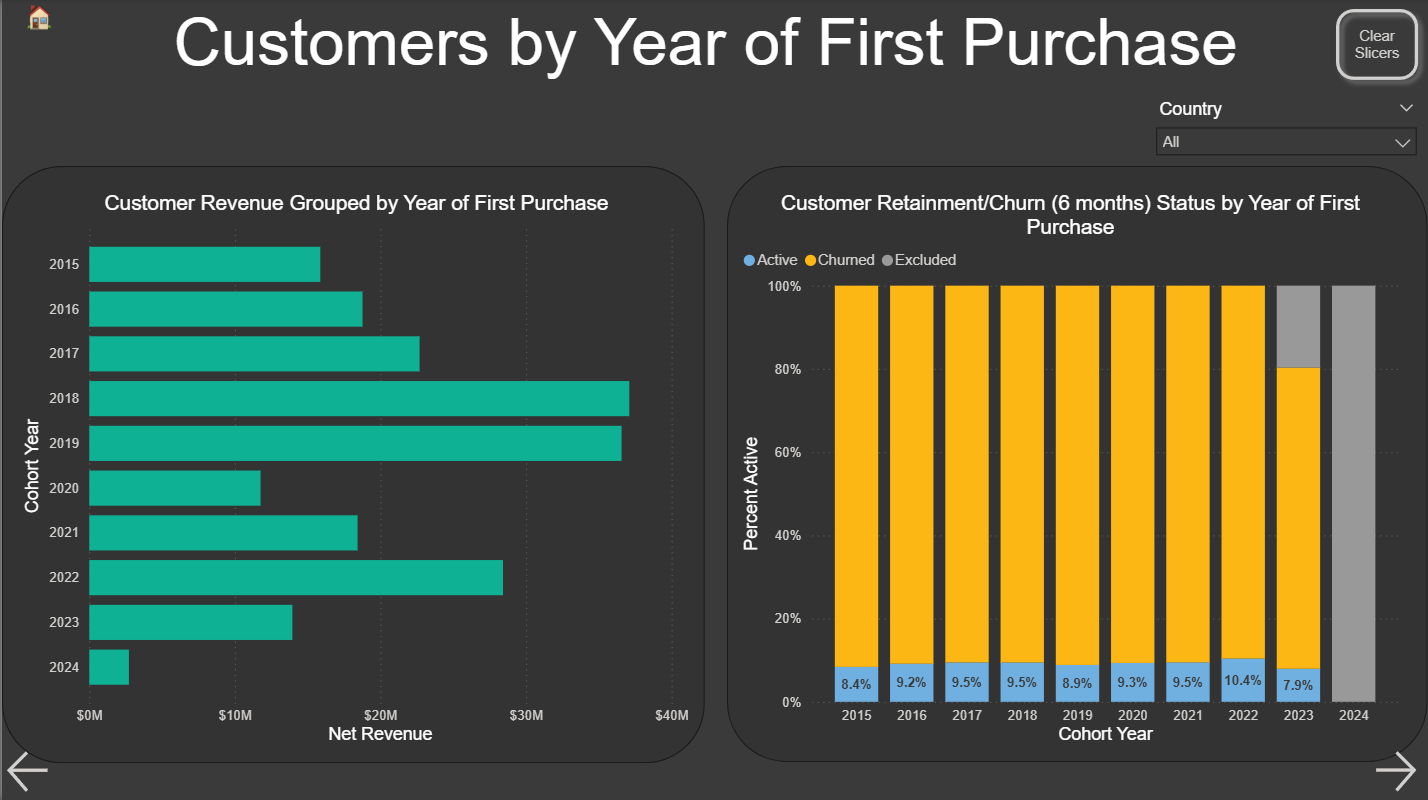 Customers by Year of First Purchase
Clear
Slicers
Country
All
Customer Revenue Grouped by Year of First Purchase
Cohort Year
2015
2016
2017
2018
2019
2020
2021
2022
2023
2024
$0M $10M $20M $30M $40M
Net Revenue
Customer Retainment/Churn (6 months) Status by Year of First
Purchase
Active Churned Excluded
Percent Active
100%
80%
60%
40%
20%
0%
8.4% 9.2% 9.5% 9.5% 8.9% 9.3% 9.5% 10.4% 7.9%
2015 2016 2017 2018 2019 2020 2021 2022 2023 2024
Cohort Year